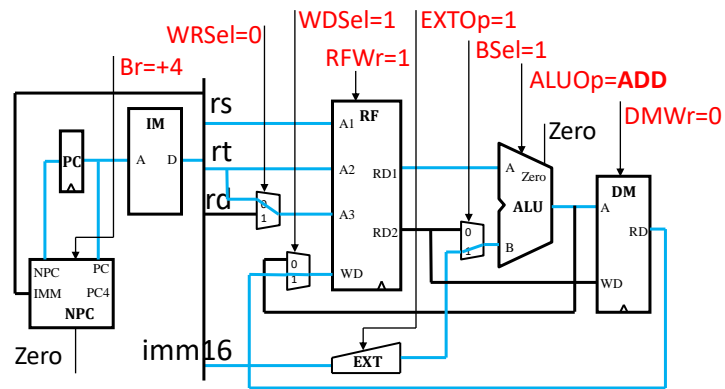 WDSel=1
EXTOp=1
WRSel=0
BSel=1
Br=+4
RFWr=1
ALUOp=ADD
DMWr=0
rs
IM
A
D
PC
rt
rd
RF
A1
A2
A3
WD
RD1
RD2
0
1
0
1
0
1
A
Zero
ALU
B
Zero
DM
A
RD
WD
NPC
PC
IMM
PC4
NPC
Zero
imm16
EXT